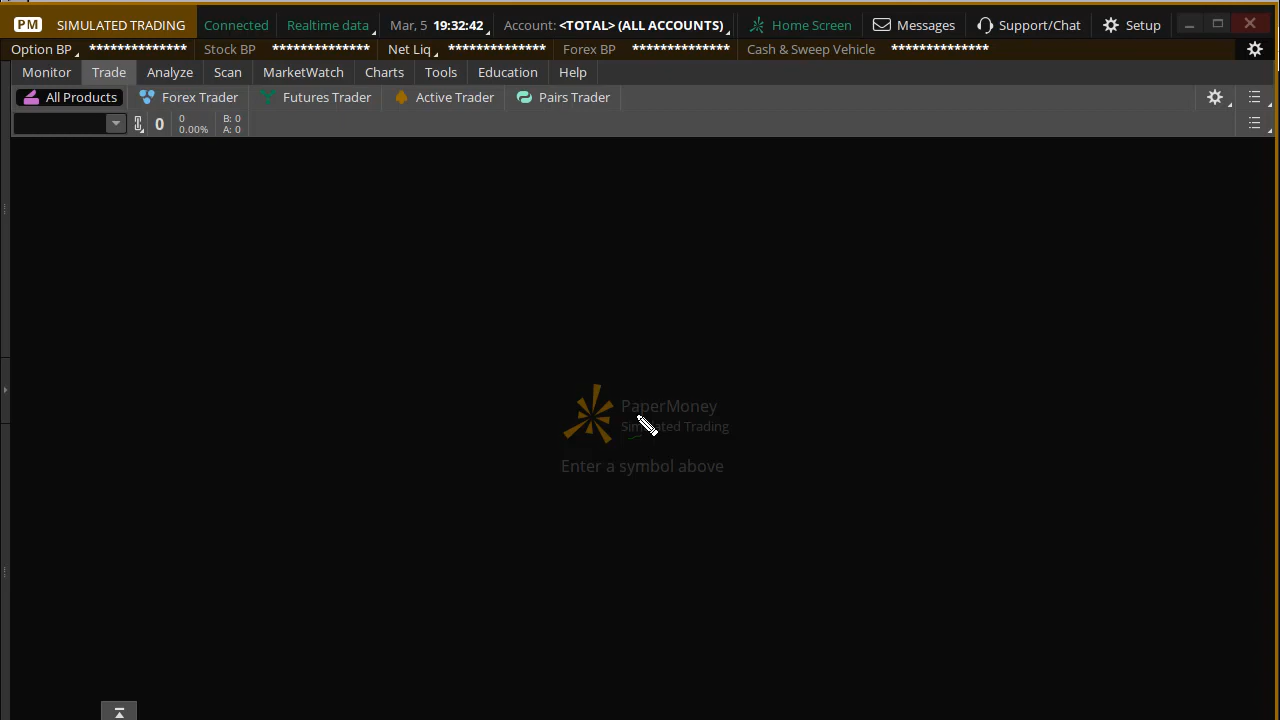 PM SIMULATED TRADING Connected Realtime data Mar, 5 19:32:42 Account: <TOTAL> (ALL ACCOUNTS) Home Screen Messages Support/Chat Setup
Option BP ************** Stock BP ************** Net Liq ************** Forex BP ************** Cash & Sweep Vehicle **************
Monitor Trade Analyze Scan MarketWatch Charts Tools Education Help
All Products Forex Trader Futures Trader Active Trader Pairs Trader
0 0 B: 0
0.00% A: 0
PaperMoney
Simulated Trading
Enter a symbol above